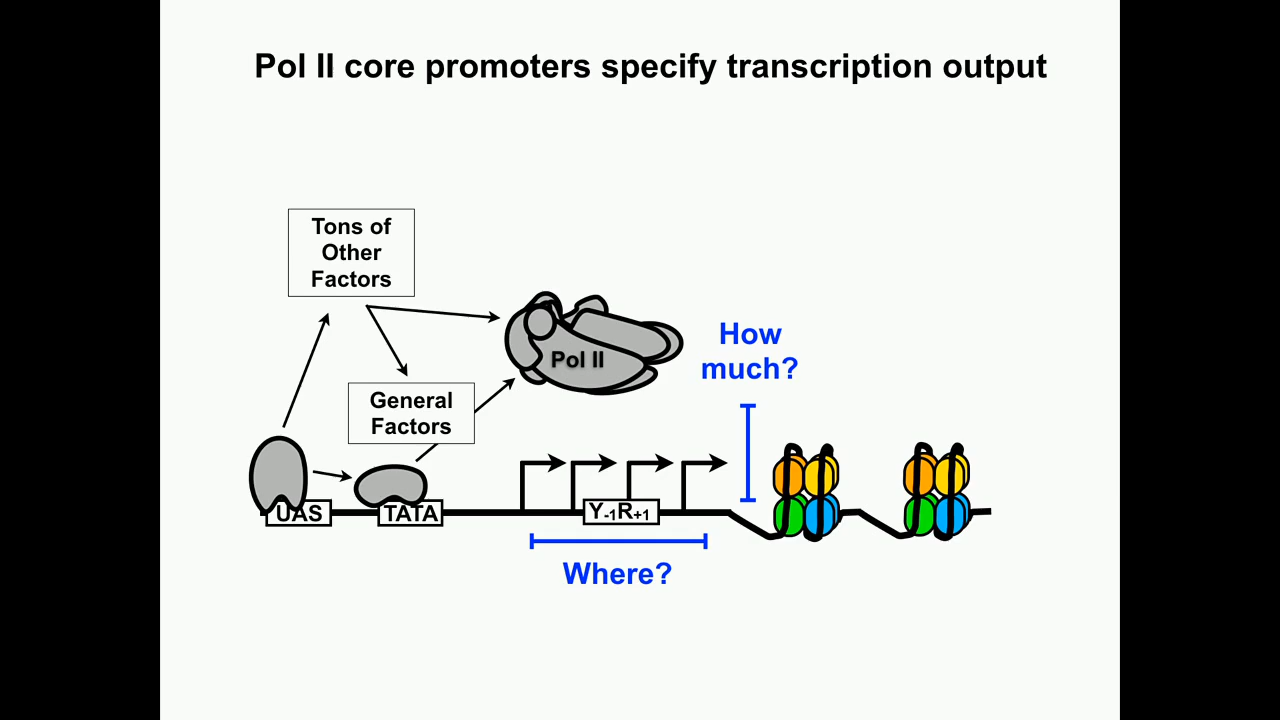 Pol II core promoters specify transcription output
Tons of
Other
Factors
Pol II
How
much?
General
Factors
UAS
TATA
Y-1R+1
Where?